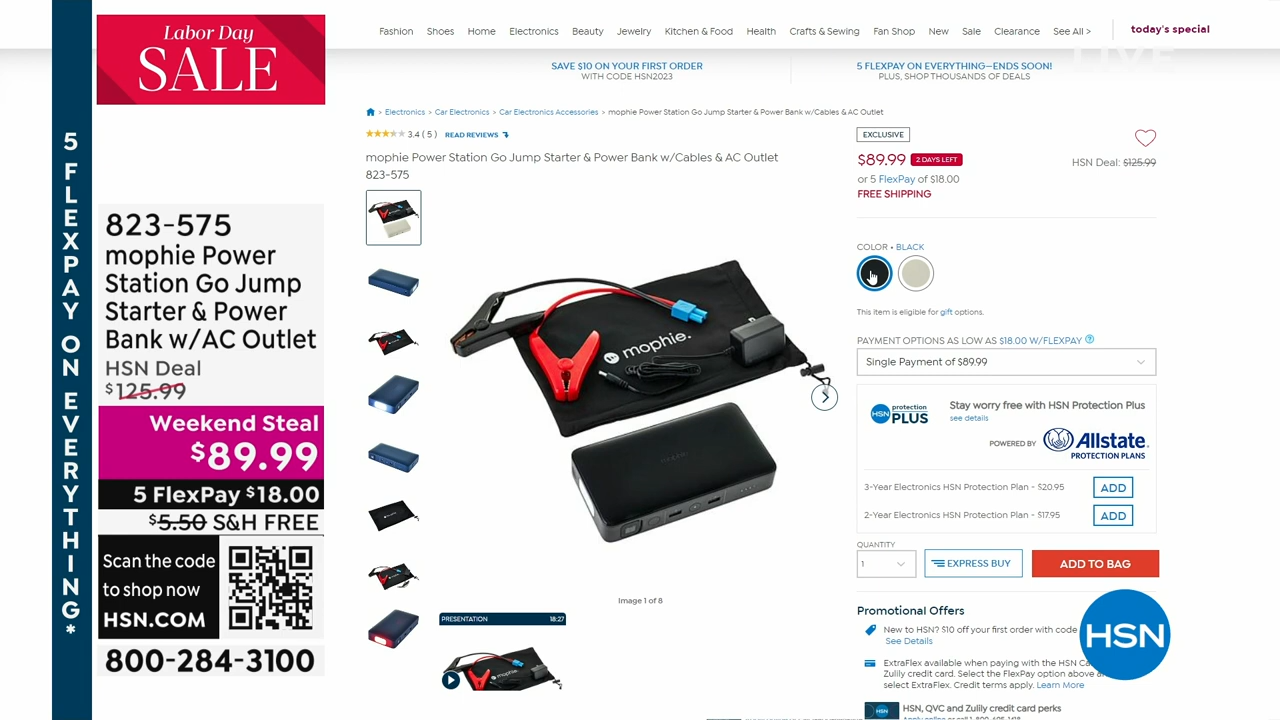 5 FLEXPAY ON EVERYTHING*
Labor Day
SALE
823-575
mophie Power
Station Go Jump
Starter & Power
Bank w/AC Outlet
HSN Deal
$125.99
Weekend Steal
$89.99
5 FlexPay $18.00
$5.50 S&H FREE
Scan the code
to shop now
HSN.COM
800-284-3100
Fashion Shoes Home Electronics Beauty Jewelry Kitchen & Food Health Crafts & Sewing Fan Shop New Sale Clearance See All > today's special
LIVE
SAVE $10 ON YOUR FIRST ORDER
WITH CODE HSN2023
5 FLEXPAY ON EVERYTHING—ENDS SOON!
PLUS, SHOP THOUSANDS OF DEALS
> Electronics > Car Electronics > Car Electronics Accessories > mophie Power Station Go Jump Starter & Power Bank w/Cables & AC Outlet
3.4 ( 5 ) READ REVIEWS
mophie Power Station Go Jump Starter & Power Bank w/Cables & AC Outlet
823-575
mophie.
Image 1 of 8
PRESENTATION 18:27
mophie.
EXCLUSIVE
$89.99 2 DAYS LEFT
HSN Deal: $125.99
or 5 FlexPay of $18.00
FREE SHIPPING
COLOR • BLACK
This item is eligible for gift options.
PAYMENT OPTIONS AS LOW AS $18.00 W/FLEXPAY ?
Single Payment of $89.99
HSN protection PLUS
Stay worry free with HSN Protection Plus
see details
POWERED BY Allstate.
PROTECTION PLANS
3-Year Electronics HSN Protection Plan - $20.95 ADD
2-Year Electronics HSN Protection Plan - $17.95 ADD
QUANTITY
1 EXPRESS BUY ADD TO BAG
Promotional Offers
New to HSN? $10 off your first order with code
See Details
ExtraFlex available when paying with the HSN
Zulily credit card. Select the FlexPay option above
select ExtraFlex. Credit terms apply. Learn More
HSN
HSN HSN, QVC and Zulily credit card perks